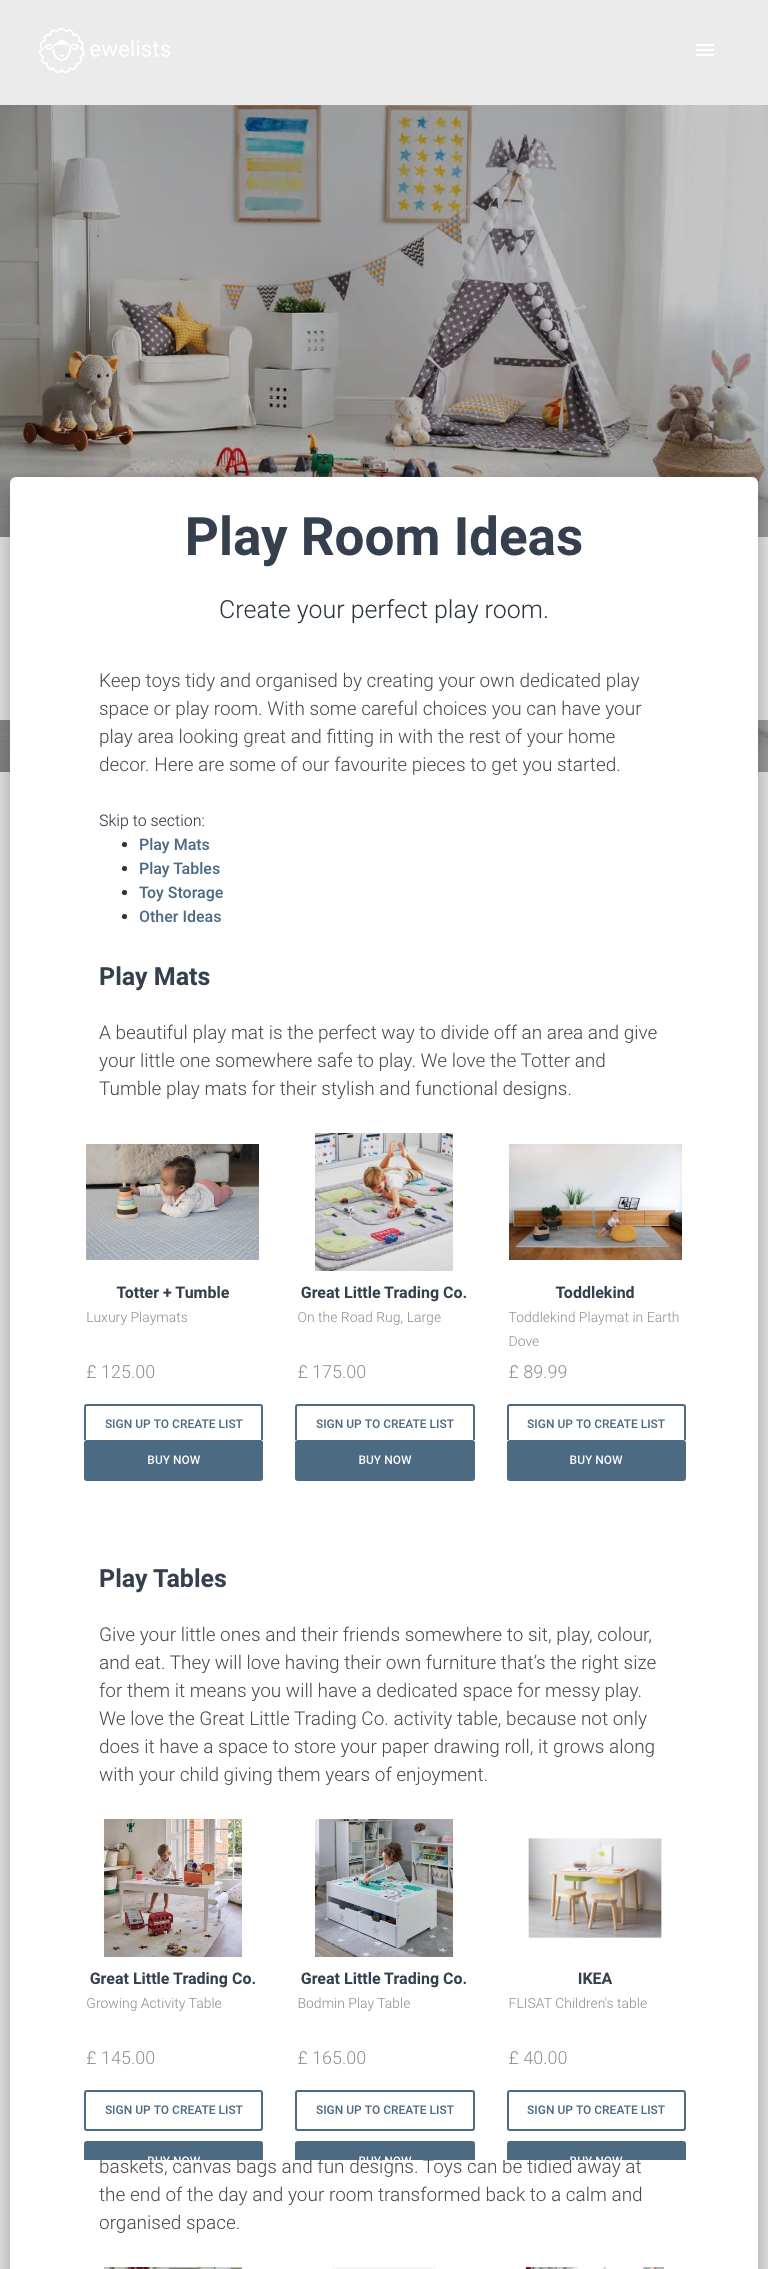 ewelists
Play Room Ideas
Create your perfect play room.
Keep toys tidy and organised by creating your own dedicated play
space or play room. With some careful choices you can have your
play area looking great and fitting in with the rest of your home
decor. Here are some of our favourite pieces to get you started.
Skip to section:
Play Mats
Play Tables
Toy Storage
Other Ideas
Play Mats
A beautiful play mat is the perfect way to divide off an area and give
your little one somewhere safe to play. We love the Totter and
Tumble play mats for their stylish and functional designs.
Totter + Tumble
Luxury Playmats
£ 125.00
SIGN UP TO CREATE LIST
BUY NOW
Great Little Trading Co.
On the Road Rug, Large
£ 175.00
SIGN UP TO CREATE LIST
BUY NOW
Toddlekind
Toddlekind Playmat in Earth
Dove
£ 89.99
SIGN UP TO CREATE LIST
BUY NOW
Play Tables
Give your little ones and their friends somewhere to sit, play, colour,
and eat. They will love having their own furniture that’s the right size
for them it means you will have a dedicated space for messy play.
We love the Great Little Trading Co. activity table, because not only
does it have a space to store your paper drawing roll, it grows along
with your child giving them years of enjoyment.
Great Little Trading Co.
Growing Activity Table
£ 145.00
SIGN UP TO CREATE LIST
BUY NOW
Great Little Trading Co.
Bodmin Play Table
£ 165.00
SIGN UP TO CREATE LIST
BUY NOW
IKEA
FLISAT Children's table
£ 40.00
SIGN UP TO CREATE LIST
BUY NOW
baskets, canvas bags and fun designs. Toys can be tidied away at
the end of the day and your room transformed back to a calm and
organised space.